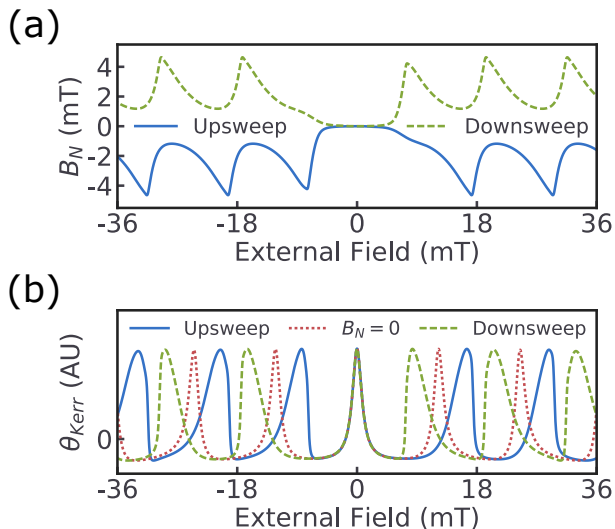 (a)
4
2
0
-2
-4
B_N (mT)
Upsweep
Downsweep
-36
-18
0
18
36
External Field (mT)
(b)
Upsweep
B_N = 0
Downsweep
0
θ_Kerr (AU)
-36
-18
0
18
36
External Field (mT)